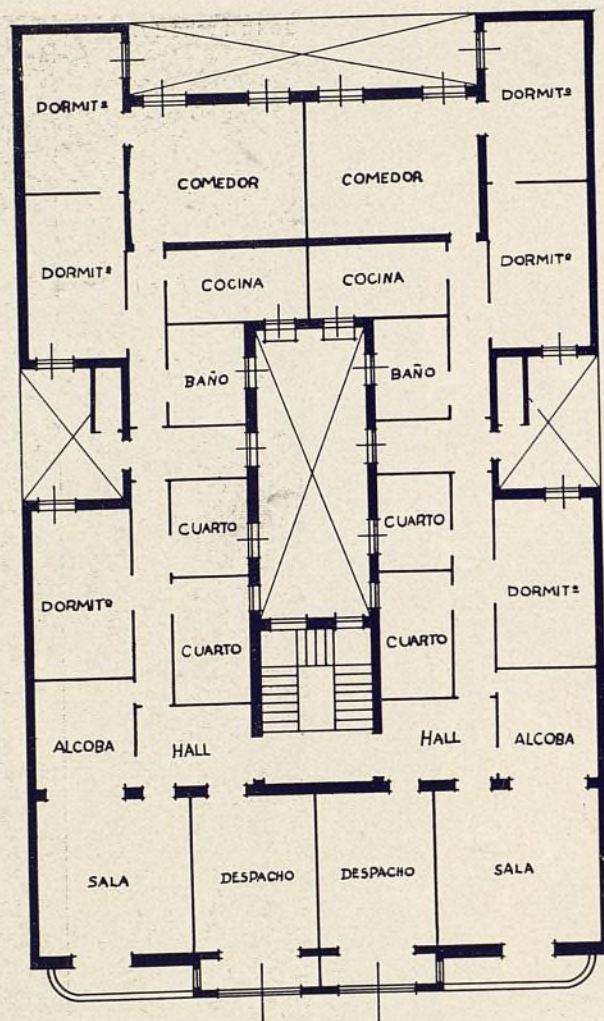 DORMITº
DORMITº
COMEDOR
COMEDOR
DORMITº
DORMITº
COCINA
COCINA
BAÑO
BAÑO
CUARTO
CUARTO
DORMITº
DORMITº
CUARTO
CUARTO
ALCOBA
HALL
HALL
ALCOBA
SALA
DESPACHO
DESPACHO
SALA